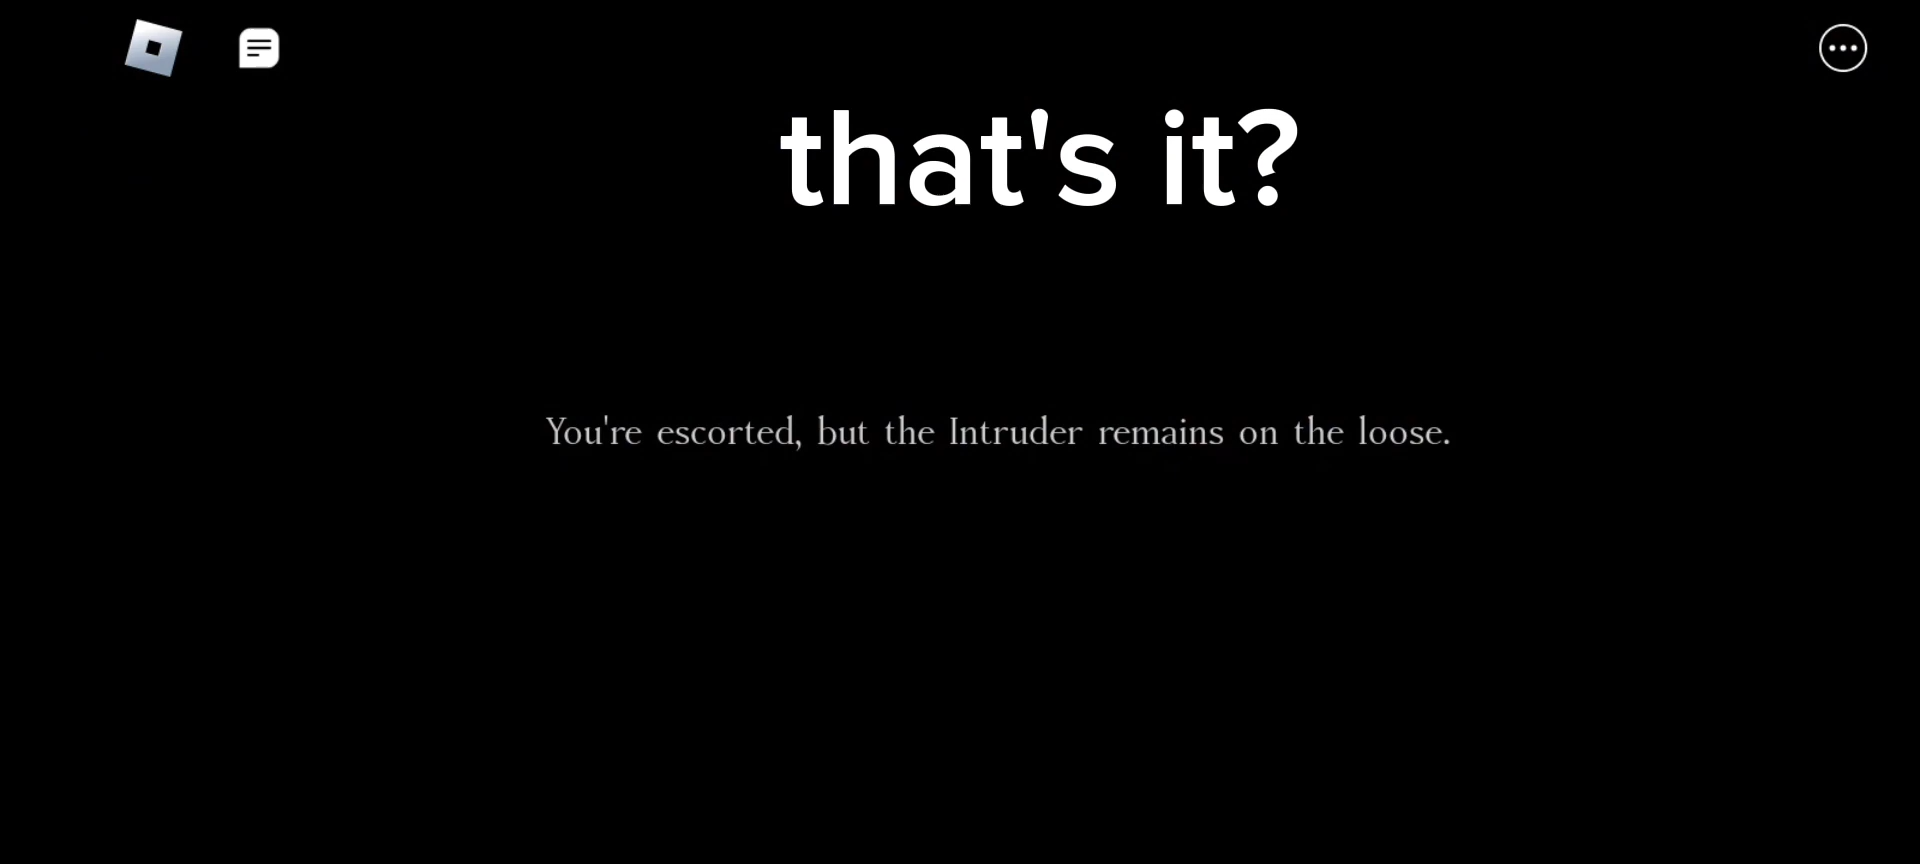 that's it?
You're escorted, but the Intruder remains on the loose.